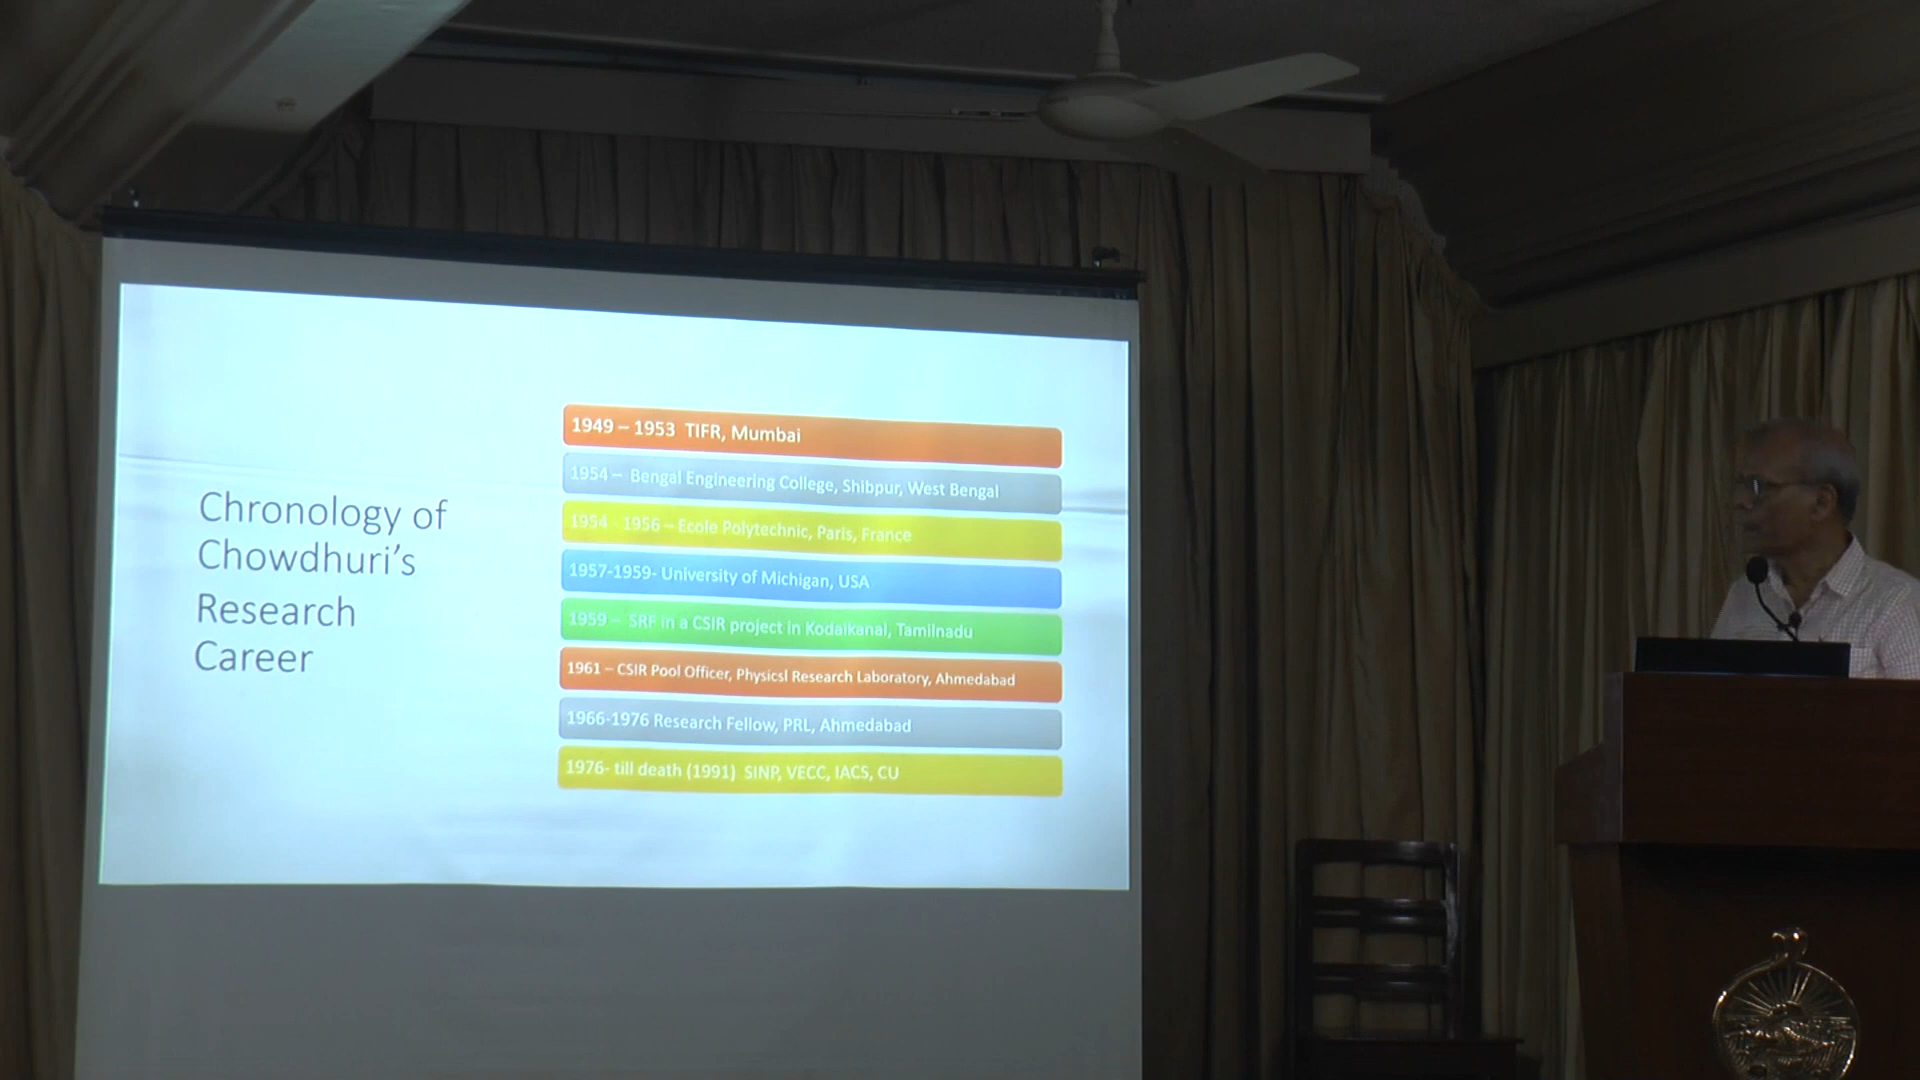 Chronology of
Chowdhuri's
Research
Career
1949 – 1953 TIFR, Mumbai
1954 – Bengal Engineering College, Shibpur, West Bengal
1954 - 1956 – Ecole Polytechnic, Paris, France
1957-1959- University of Michigan, USA
1959 – SRF in a CSIR project in Kodaikanal, Tamilnadu
1961 – CSIR Pool Officer, Physicsl Research Laboratory, Ahmedabad
1966-1976 Research Fellow, PRL, Ahmedabad
1976- till death (1991) SINP, VECC, IACS, CU